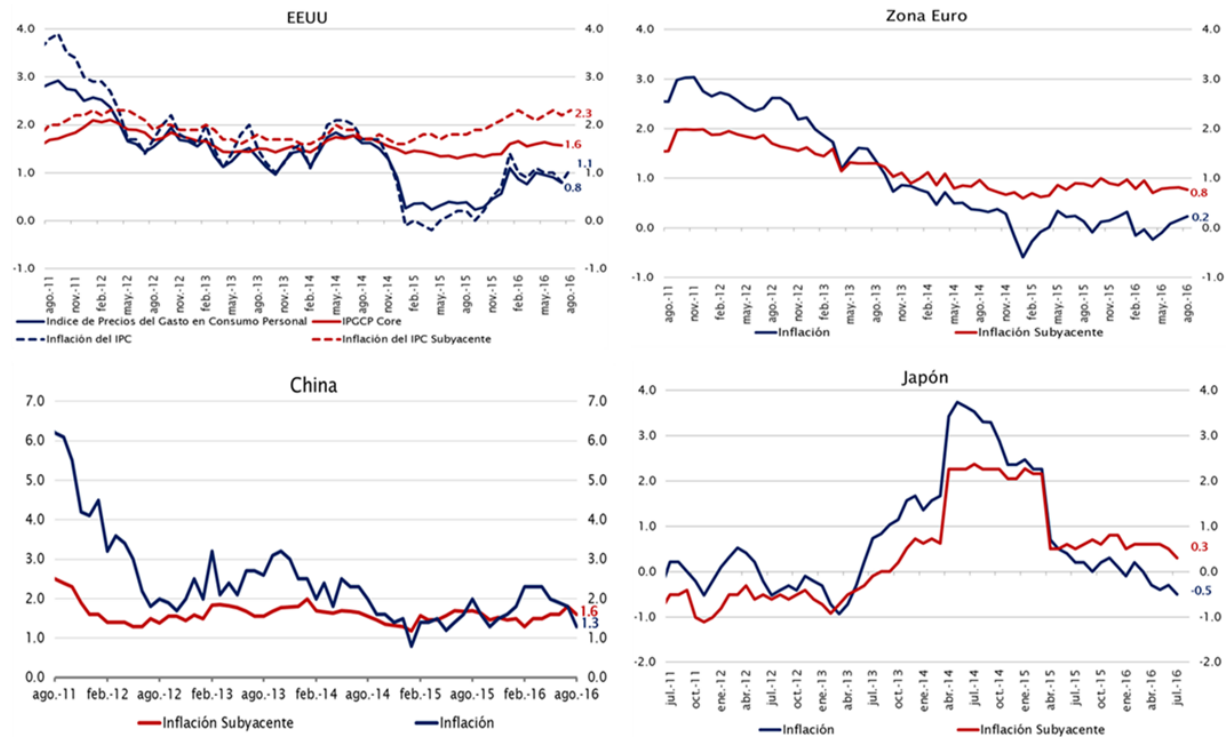 EEUU
4.0 4.0
3.0 3.0
2.0 2.3 2.0
1.6
1.0 1.1 1.0
0.8
0.0 0.0
-1.0 -1.0
ago.-11 nov.-11 feb.-12 may.-12 ago.-12 nov.-12 feb.-13 may.-13 ago.-13 nov.-13 feb.-14 may.-14 ago.-14 nov.-14 feb.-15 may.-15 ago.-15 nov.-15 feb.-16 may.-16 ago.-16
Indice de Precios del Gasto en Consumo Personal IPGCP Core
Inflación del IPC Inflación del IPC Subyacente
Zona Euro
4.0 4.0
3.0 3.0
2.0 2.0
1.0 1.0
0.8
0.2
0.0 0.0
-1.0 -1.0
ago.-11 nov.-11 feb.-12 may.-12 ago.-12 nov.-12 feb.-13 may.-13 ago.-13 nov.-13 feb.-14 may.-14 ago.-14 nov.-14 feb.-15 may.-15 ago.-15 nov.-15 feb.-16 may.-16 ago.-16
Inflación Inflación Subyacente
China
7.0 7.0
6.0 6.0
5.0 5.0
4.0 4.0
3.0 3.0
2.0 2.0
1.6
1.3
1.0 1.0
0.0 0.0
ago.-11 feb.-12 ago.-12 feb.-13 ago.-13 feb.-14 ago.-14 feb.-15 ago.-15 feb.-16 ago.-16
Inflación Subyacente Inflación
Japón
4.0 4.0
3.0 3.0
2.0 2.0
1.0 1.0
0.3
0.0 0.0
-0.5
-1.0 -1.0
-2.0 -2.0
jul.-11 oct.-11 ene.-12 abr.-12 jul.-12 oct.-12 ene.-13 abr.-13 jul.-13 oct.-13 ene.-14 abr.-14 jul.-14 oct.-14 ene.-15 abr.-15 jul.-15 oct.-15 ene.-16 abr.-16 jul.-16
Inflación Inflación Subyacente